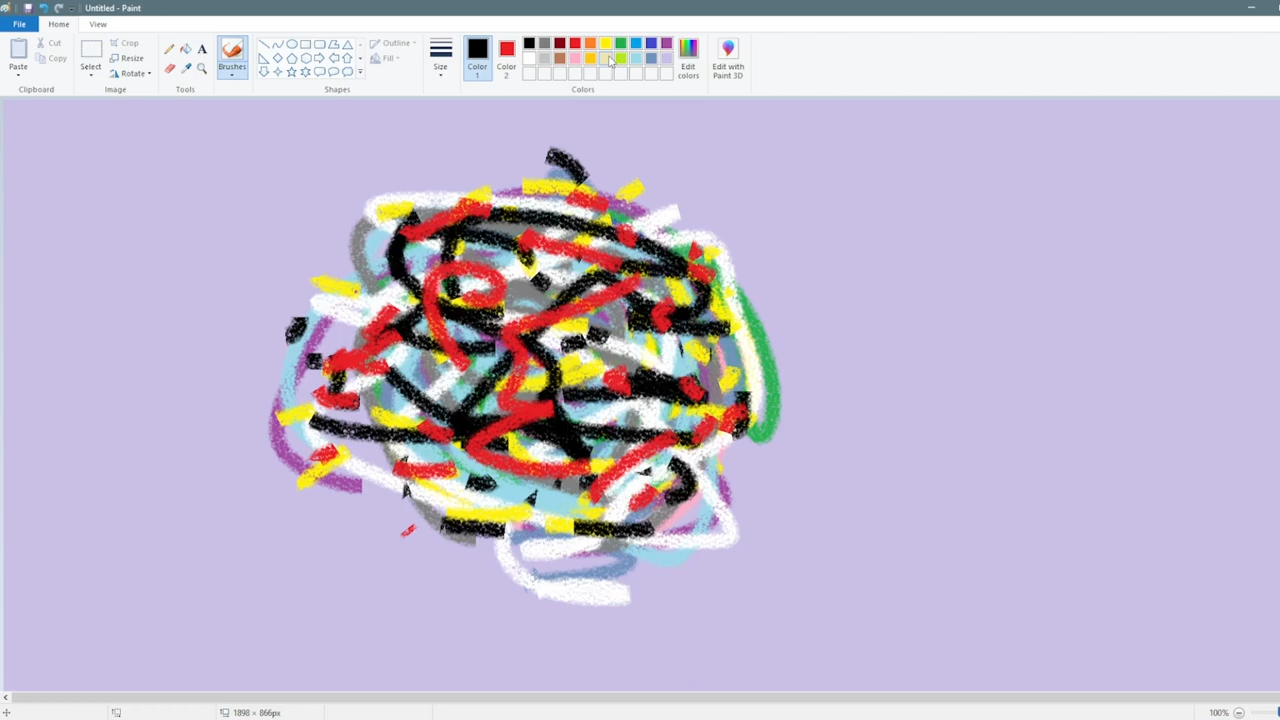 Untitled - Paint
File Home View
Paste
Cut
Copy
Clipboard
Select
Crop
Resize
Rotate
Image
A
Tools
Brushes
Outline
Fill
Shapes
Size
Color 1
Color 2
Edit colors
Colors
Edit with Paint 3D
1898 × 866px
100%